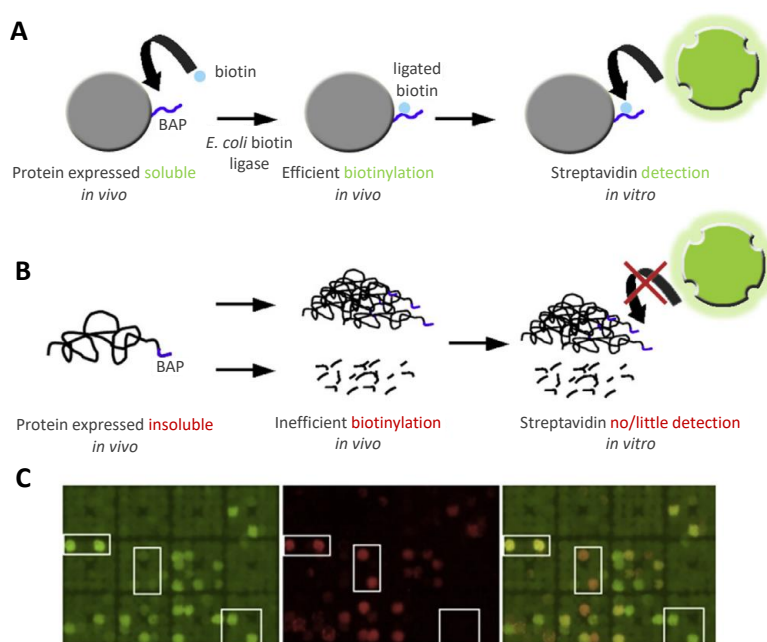 A
biotin
BAP
E. coli biotin
ligase
ligated
biotin
Protein expressed soluble
in vivo
Efficient biotinylation
in vivo
Streptavidin detection
in vitro
B
BAP
Protein expressed insoluble
in vivo
Inefficient biotinylation
in vivo
Streptavidin no/little detection
in vitro
C